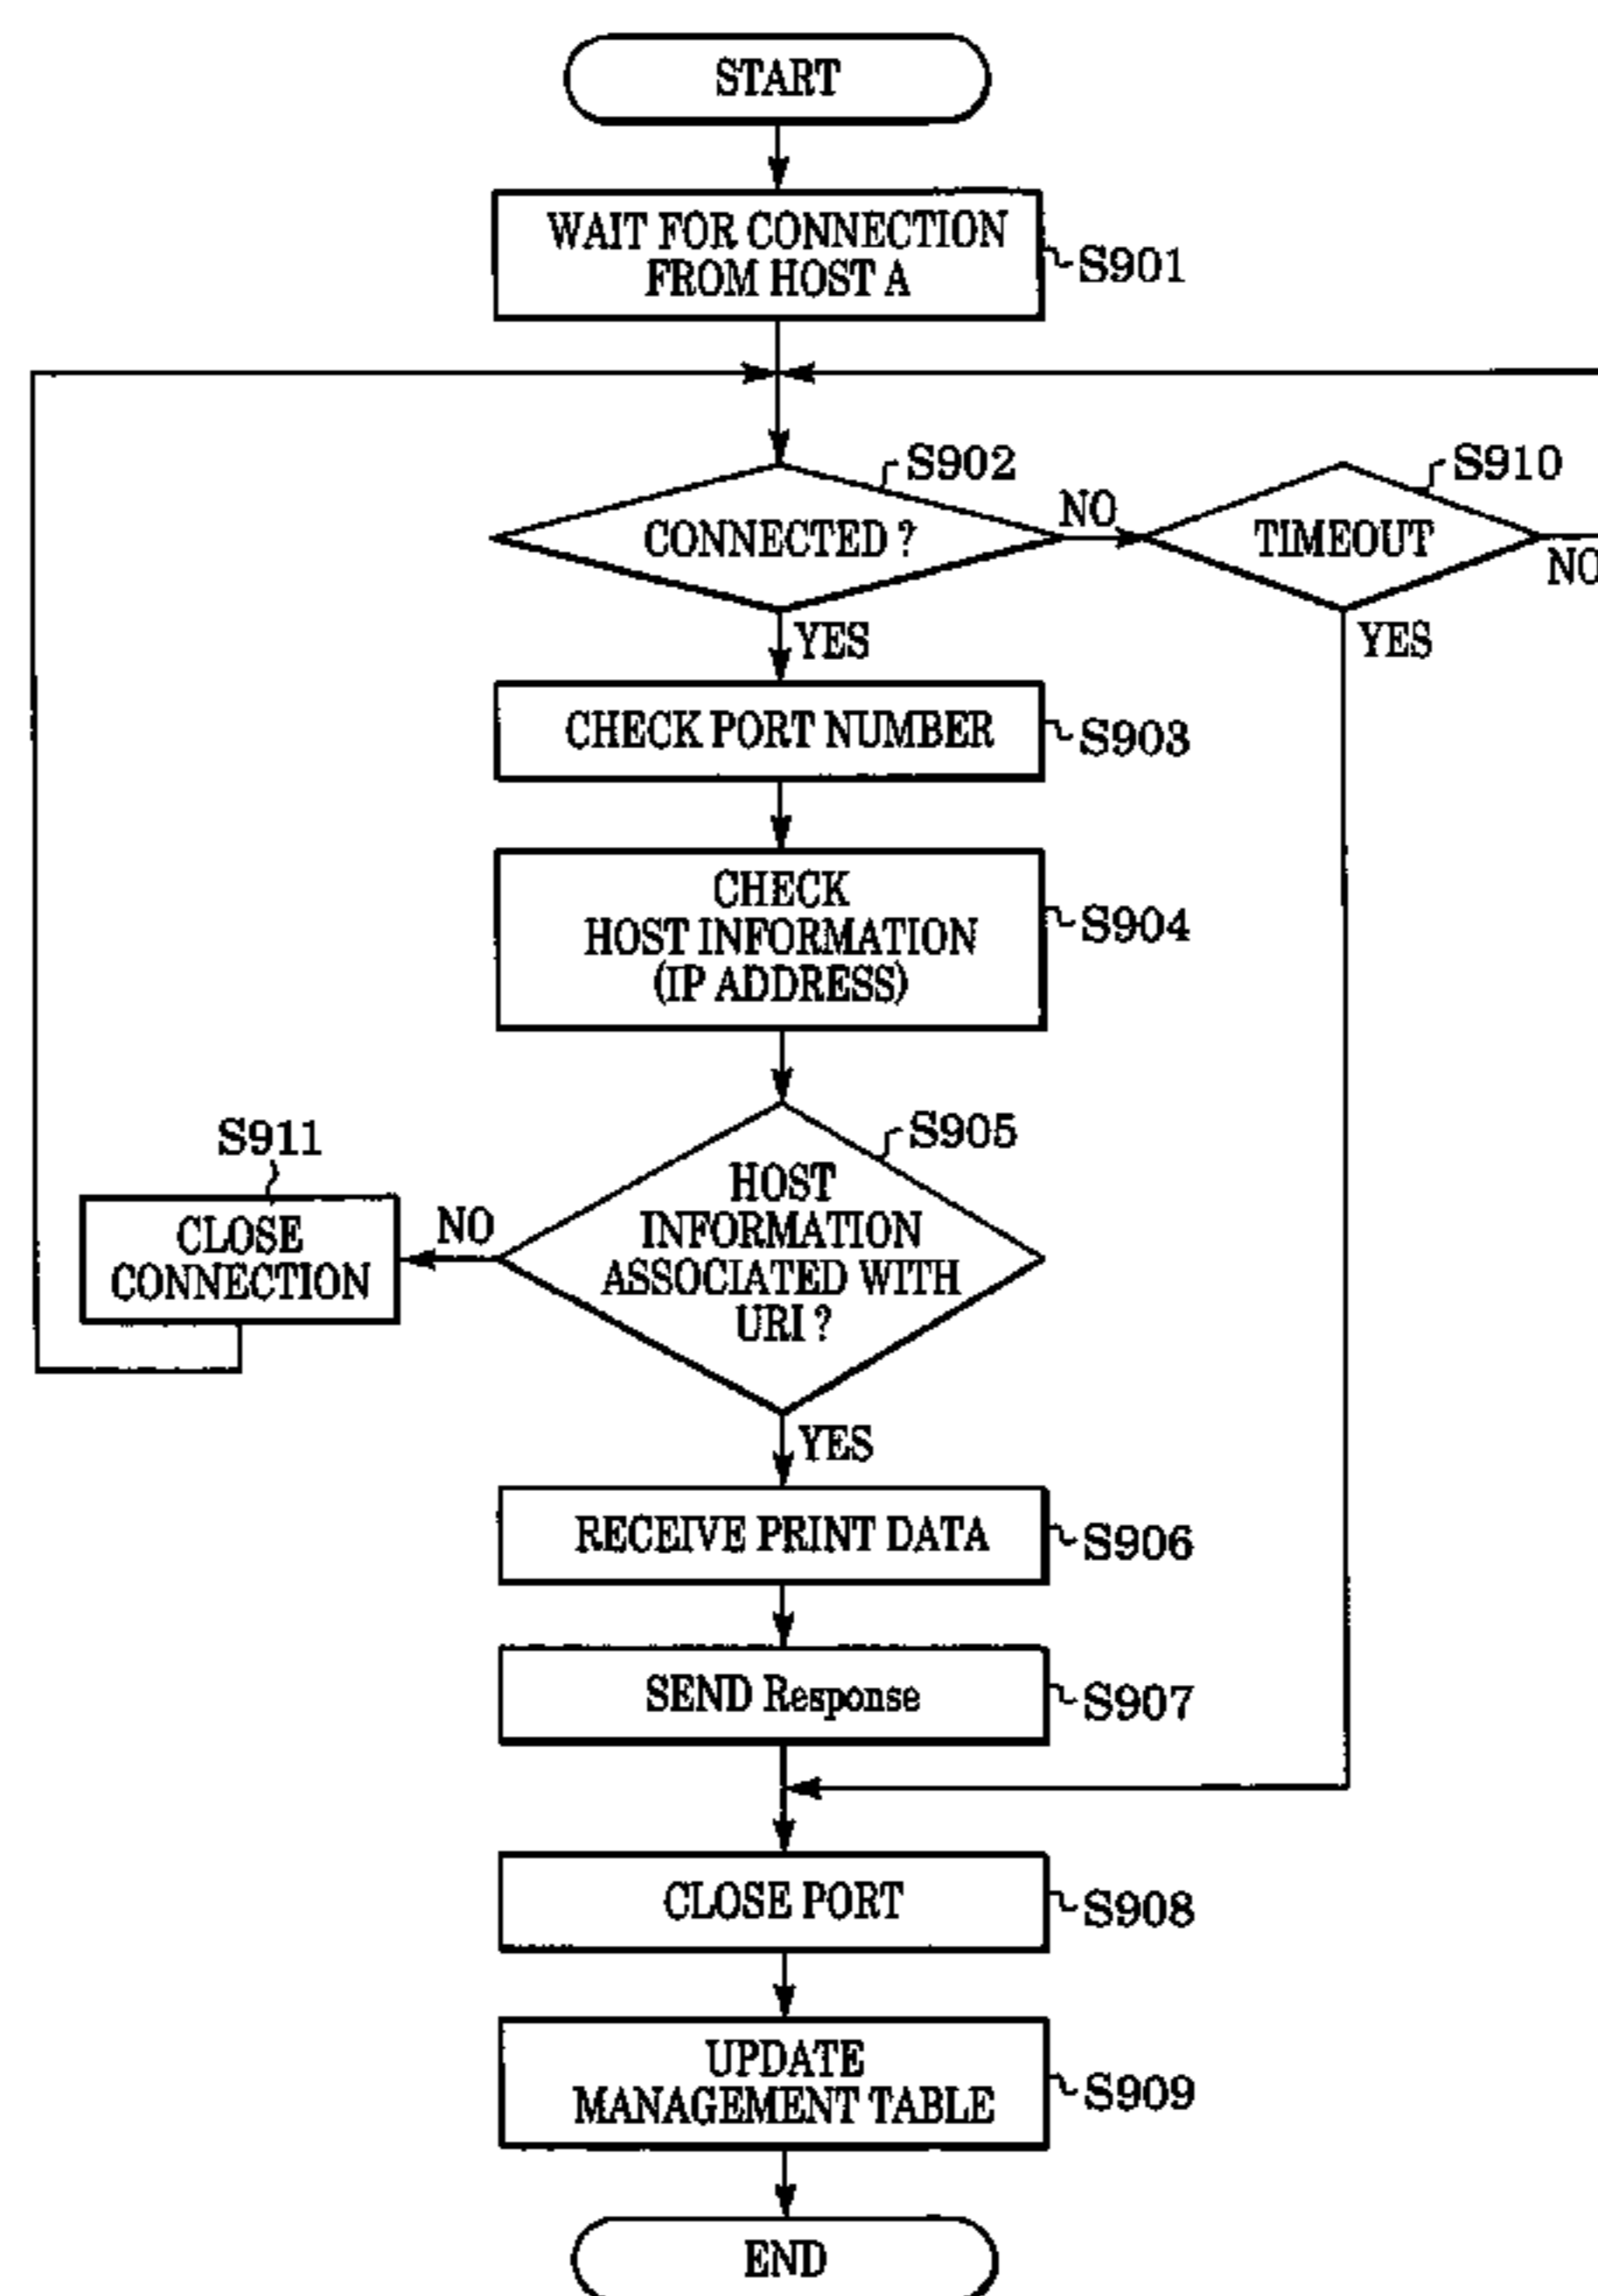 START
WAIT FOR CONNECTION
FROM HOST A
S901
S902
CONNECTED ?
NO
S910
TIMEOUT
NO
YES
YES
CHECK PORT NUMBER
S903
CHECK
HOST INFORMATION
(IP ADDRESS)
S904
S905
HOST
INFORMATION
ASSOCIATED WITH
URI ?
NO
S911
CLOSE
CONNECTION
YES
RECEIVE PRINT DATA
S906
SEND Response
S907
CLOSE PORT
S908
UPDATE
MANAGEMENT TABLE
S909
END